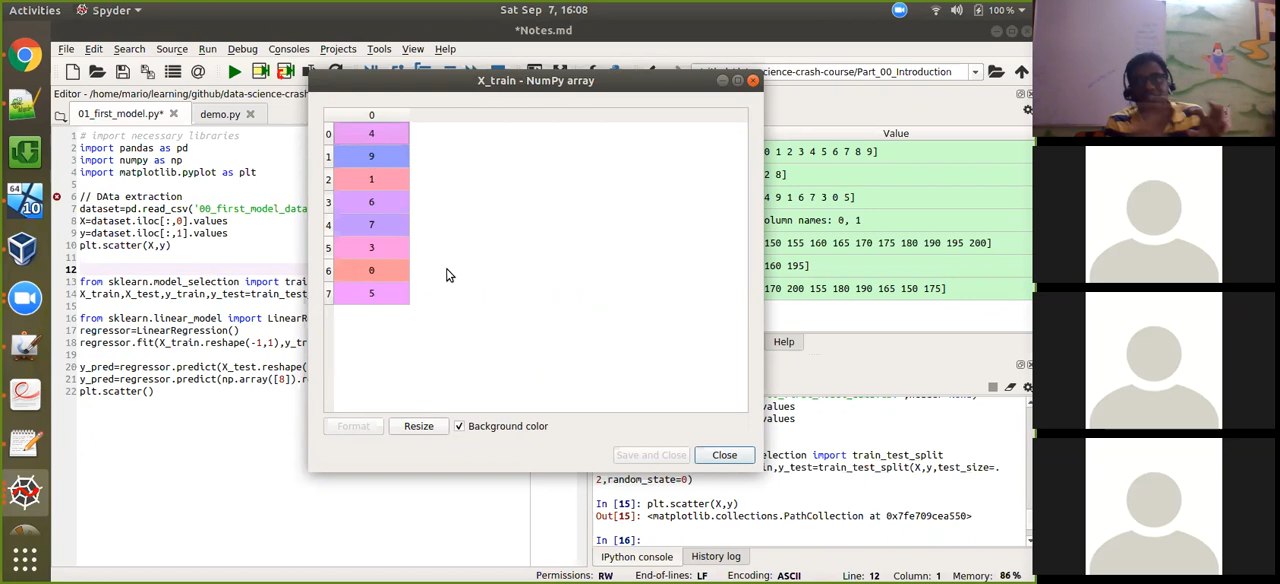 Activities Spyder Sat Sep 7, 16:08 100 %
*Notes.md
File Edit Search Source Run Debug Consoles Projects Tools View Help
cience-crash-course/Part_00_Introduction
X_train - NumPy array
Editor - /home/mario/learning/github/data-science-crash
01_first_model.py* demo.py
1 # import necessary libraries
2 import pandas as pd
3 import numpy as np
4 import matplotlib.pyplot as plt
5
6 // DAta extraction
7 dataset=pd.read_csv('00_first_model_data
8 X=dataset.iloc[:,0].values
9 y=dataset.iloc[:,1].values
10 plt.scatter(X,y)
11
12
13 from sklearn.model_selection import trai
14 X_train,X_test,y_train,y_test=train_test
15
16 from sklearn.linear_model import LinearR
17 regressor=LinearRegression()
18 regressor.fit(X_train.reshape(-1,1),y_tr
19
20 y_pred=regressor.predict(X_test.reshape(
21 y_pred=regressor.predict(np.array([8]).r
22 plt.scatter()
0
0 4
1 9
2 1
3 6
4 7
5 3
6 0
7 5
Format Resize Background color
Save and Close Close
Value
0 1 2 3 4 5 6 7 8 9]
2 8]
4 9 1 6 7 3 0 5]
olumn names: 0, 1
150 155 160 165 170 175 180 190 195 200]
160 195]
170 200 155 180 190 165 150 175]
Help
values
values
election import train_test_split
in,y_test=train_test_split(X,y,test_size=.
2,random_state=0)
In [15]: plt.scatter(X,y)
Out[15]: <matplotlib.collections.PathCollection at 0x7fe709cea550>
In [16]:
IPython console History log
Permissions: RW End-of-lines: LF Encoding: ASCII Line: 12 Column: 1 Memory: 86 %
64
10